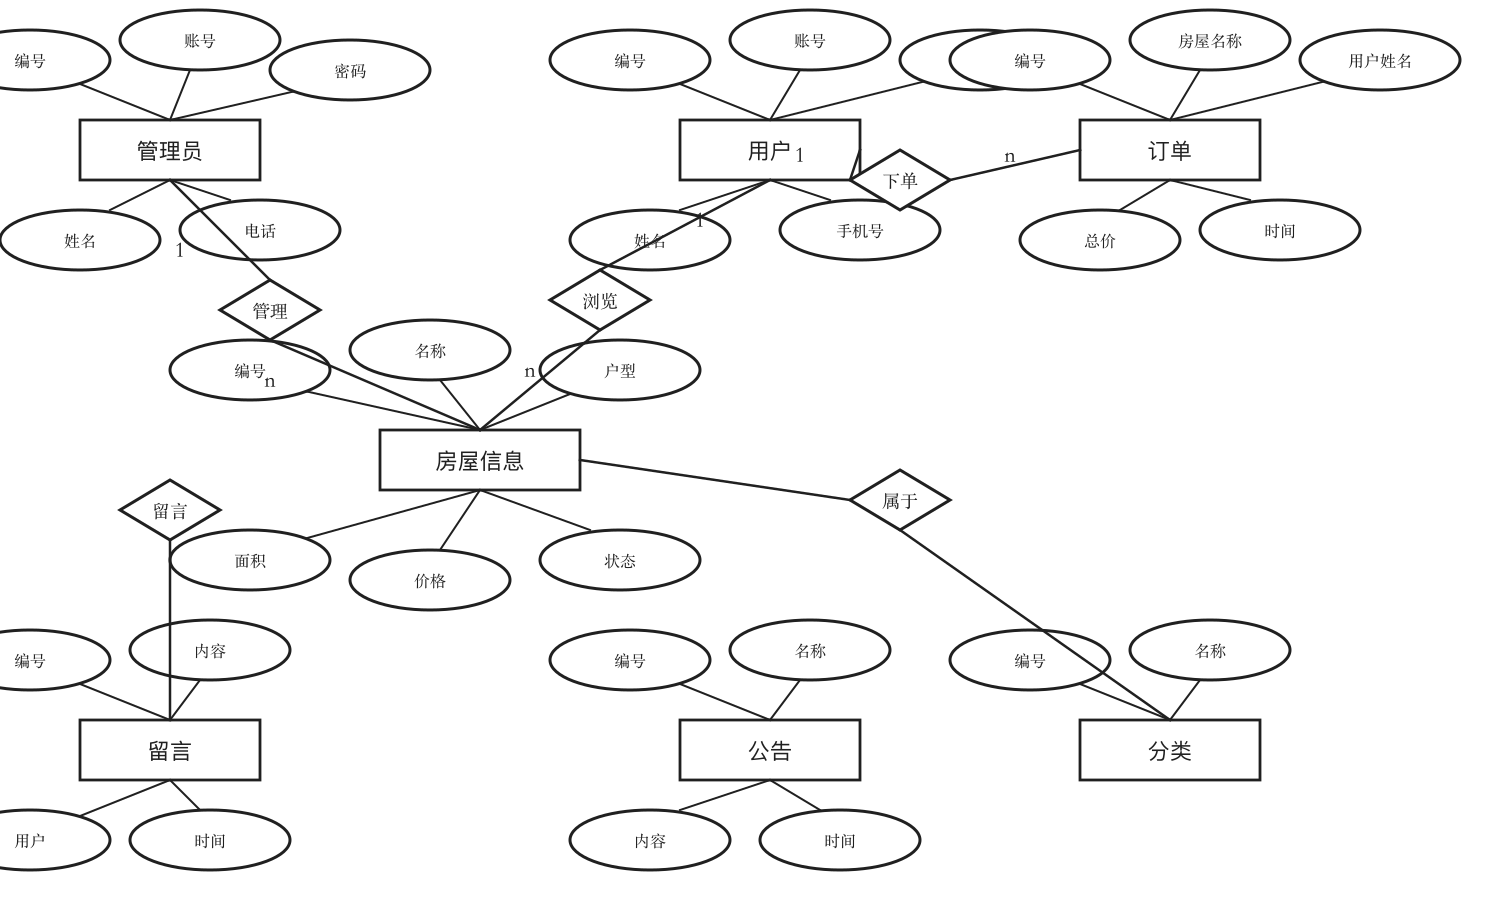 账号
账号
房屋名称
编号
密码
编号
编号
用户姓名
管理员
用户
1
n
订单
下单
1
姓名
电话
1
姓名
手机号
总价
时间
管理
浏览
名称
编号
n
n
户型
房屋信息
留言
属于
面积
价格
状态
编号
内容
编号
名称
编号
名称
留言
公告
分类
用户
时间
内容
时间